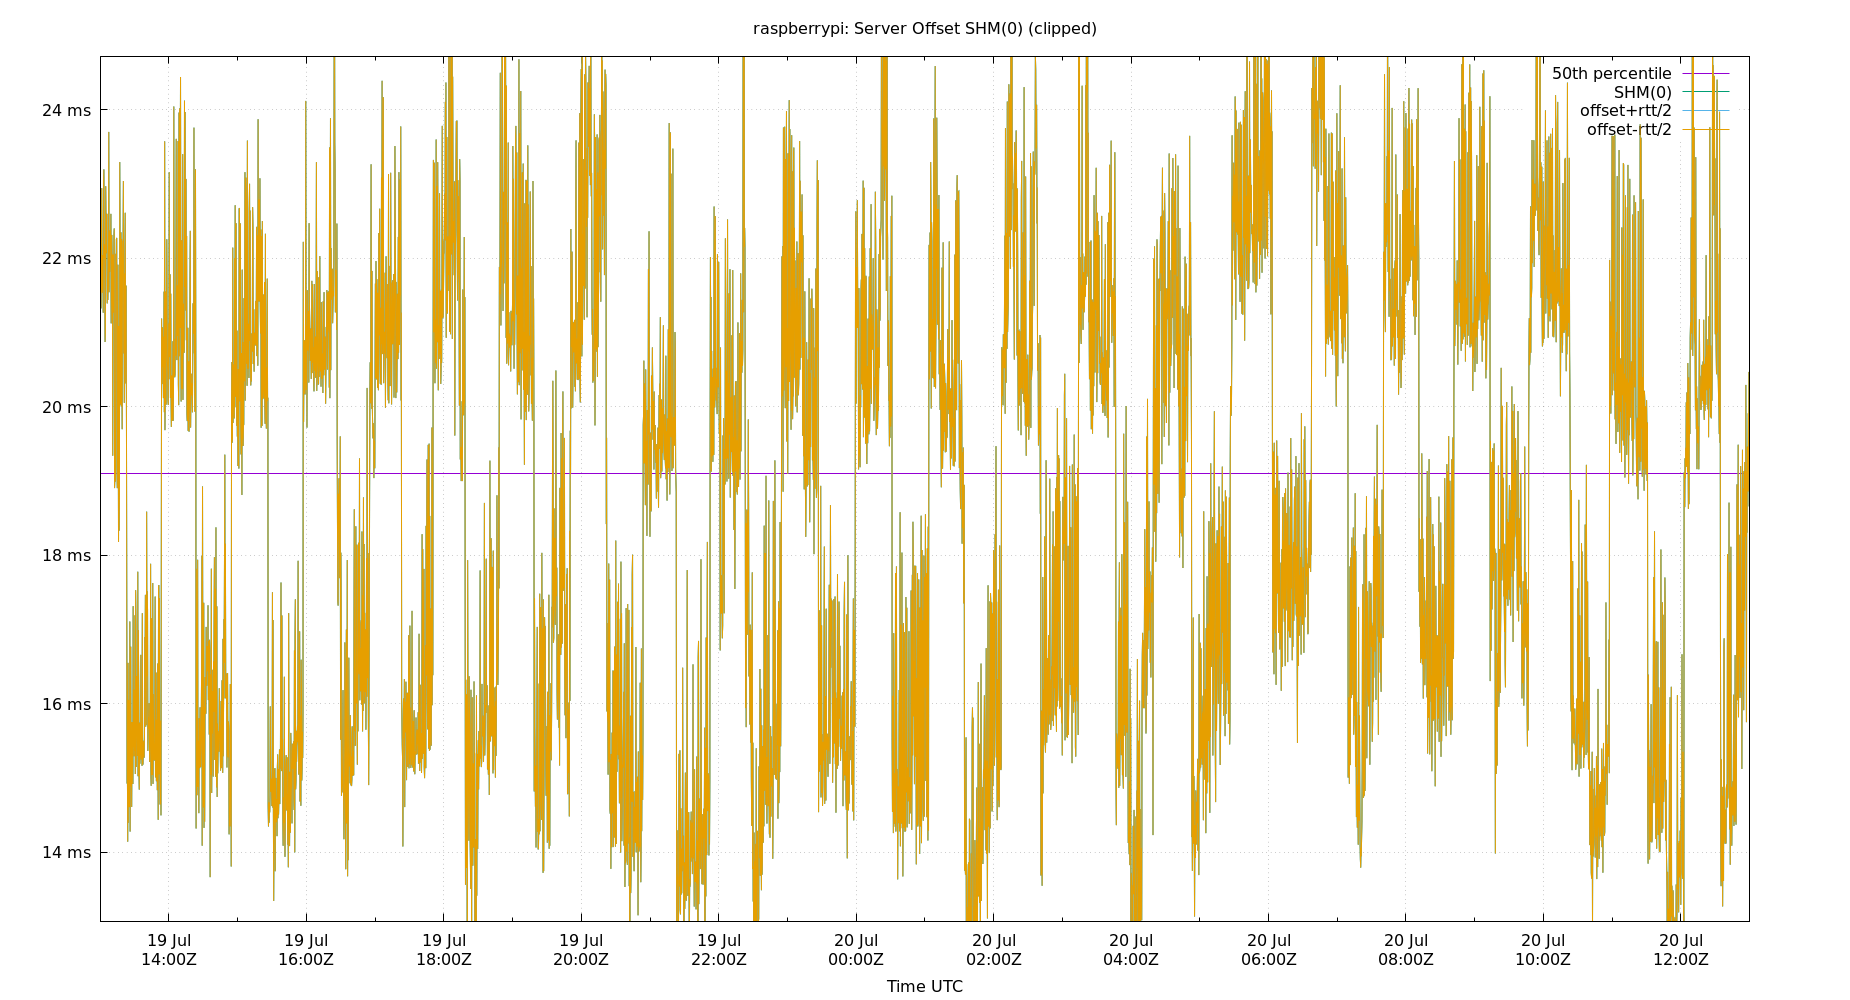 raspberrypi: Server Offset SHM(0) (clipped)
50th percentile
SHM(0)
offset+rtt/2
offset-rtt/2
24 ms
22 ms
20 ms
18 ms
16 ms
14 ms
19 Jul 19 Jul 19 Jul 19 Jul 19 Jul 20 Jul 20 Jul 20 Jul 20 Jul 20 Jul 20 Jul 20 Jul
14:00Z 16:00Z 18:00Z 20:00Z 22:00Z 00:00Z 02:00Z 04:00Z 06:00Z 08:00Z 10:00Z 12:00Z
Time UTC